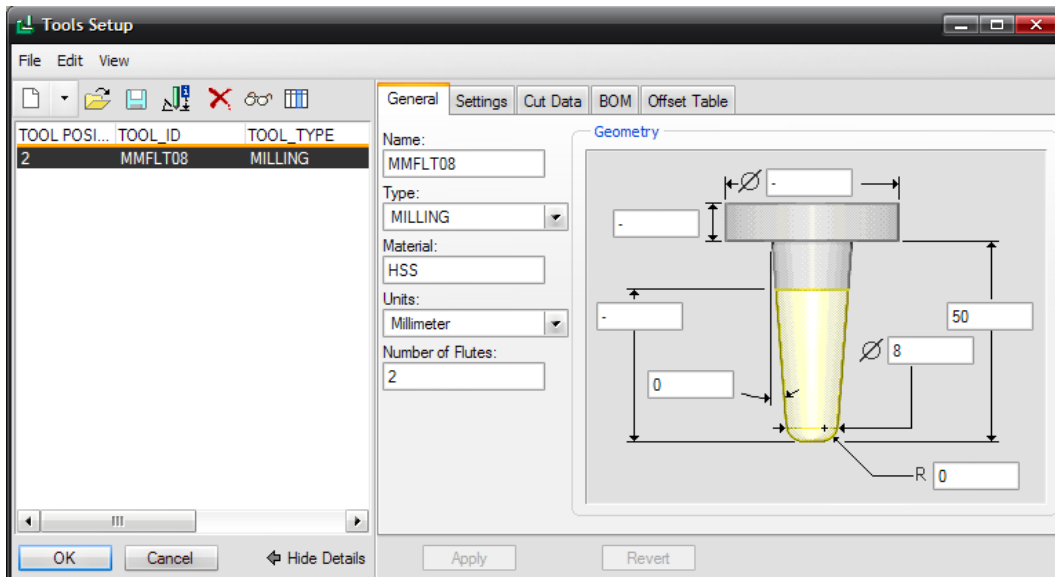 Tools Setup
File Edit View
General Settings Cut Data BOM Offset Table
TOOL POSI... TOOL_ID TOOL_TYPE
2 MMFLT08 MILLING
Name:
MMFLT08
Type:
MILLING
Material:
HSS
Units:
Millimeter
Number of Flutes:
2
Geometry
Ø -
-
-
50
Ø 8
0
R 0
OK Cancel Hide Details Apply Revert